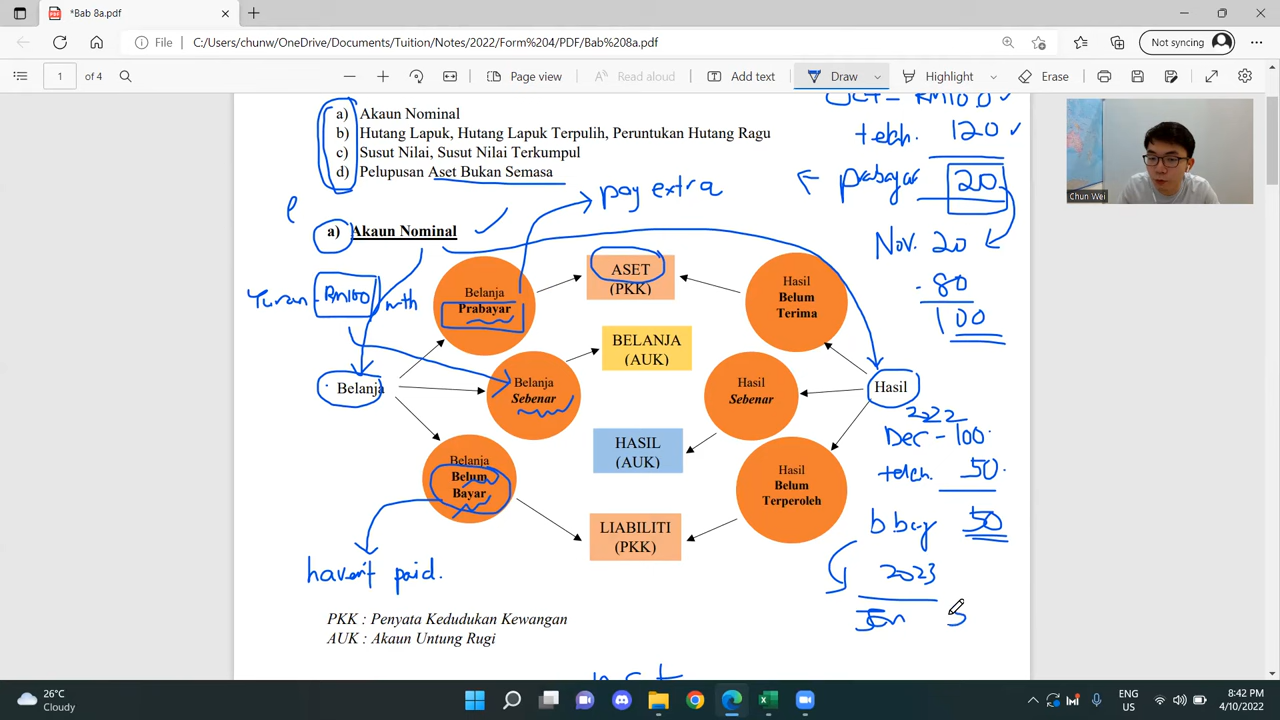 *Bab 8a.pdf
File
C:/Users/chunw/OneDrive/Documents/Tuition/Notes/2022/Form%204/PDF/Bab%208a.pdf
Not syncing
1 of 4
Page view
Read aloud
Add text
Draw
Highlight
Erase
a) Akaun Nominal
b) Hutang Lapuk, Hutang Lapuk Terpulih, Peruntukan Hutang Ragu
c) Susut Nilai, Susut Nilai Terkumpul
d) Pelupusan Aset Bukan Semasa
pay extra
a) Akaun Nominal
Yuran RM100 mth
Belanja
Prabayar
ASET
(PKK)
Hasil
Belum
Terima
BELANJA
(AUK)
Belanja
Belanja
Sebenar
Hasil
Sebenar
Hasil
HASIL
(AUK)
Belanja
Belum
Bayar
Hasil
Belum
Terperoleh
LIABILITI
(PKK)
haven't paid.
120
prabayar 20
Nov. 20
- 80
100
2022
Dec - 100
50
b bay 50
2023
Jan 5
PKK : Penyata Kedudukan Kewangan
AUK : Akaun Untung Rugi
Chun Wei
26°C
Cloudy
ENG
US
8:42 PM
4/10/2022